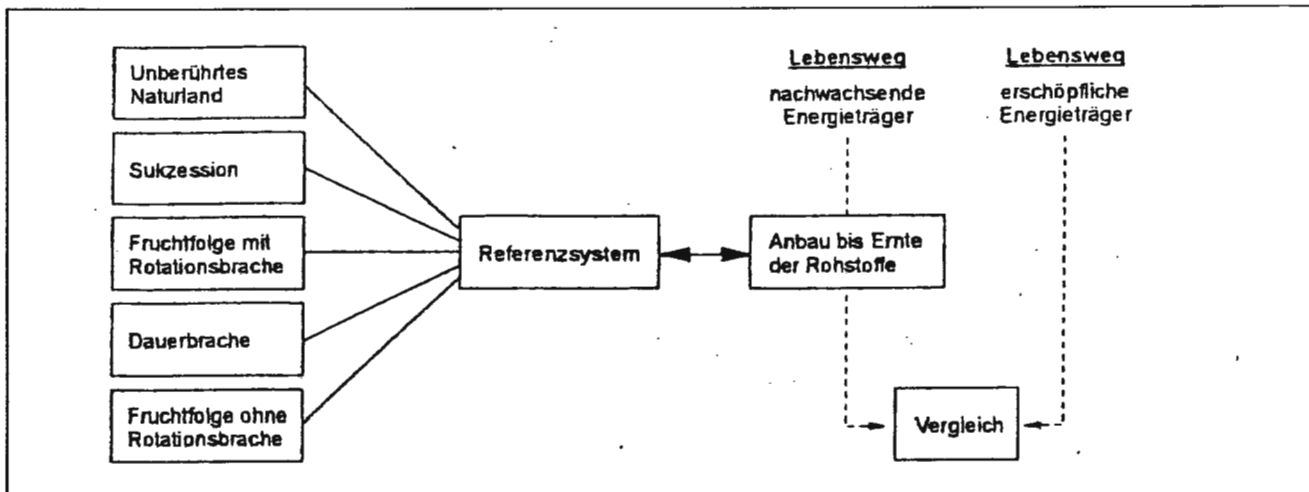 Unberührtes
Naturland
Sukzession
Fruchtfolge mit
Rotationsbrache
Dauerbrache
Fruchtfolge ohne
Rotationsbrache
Referenzsystem
Lebensweg
nachwachsende
Energieträger
Anbau bis Ernte
der Rohstoffe
Lebensweg
erschöpfliche
Energieträger
Vergleich